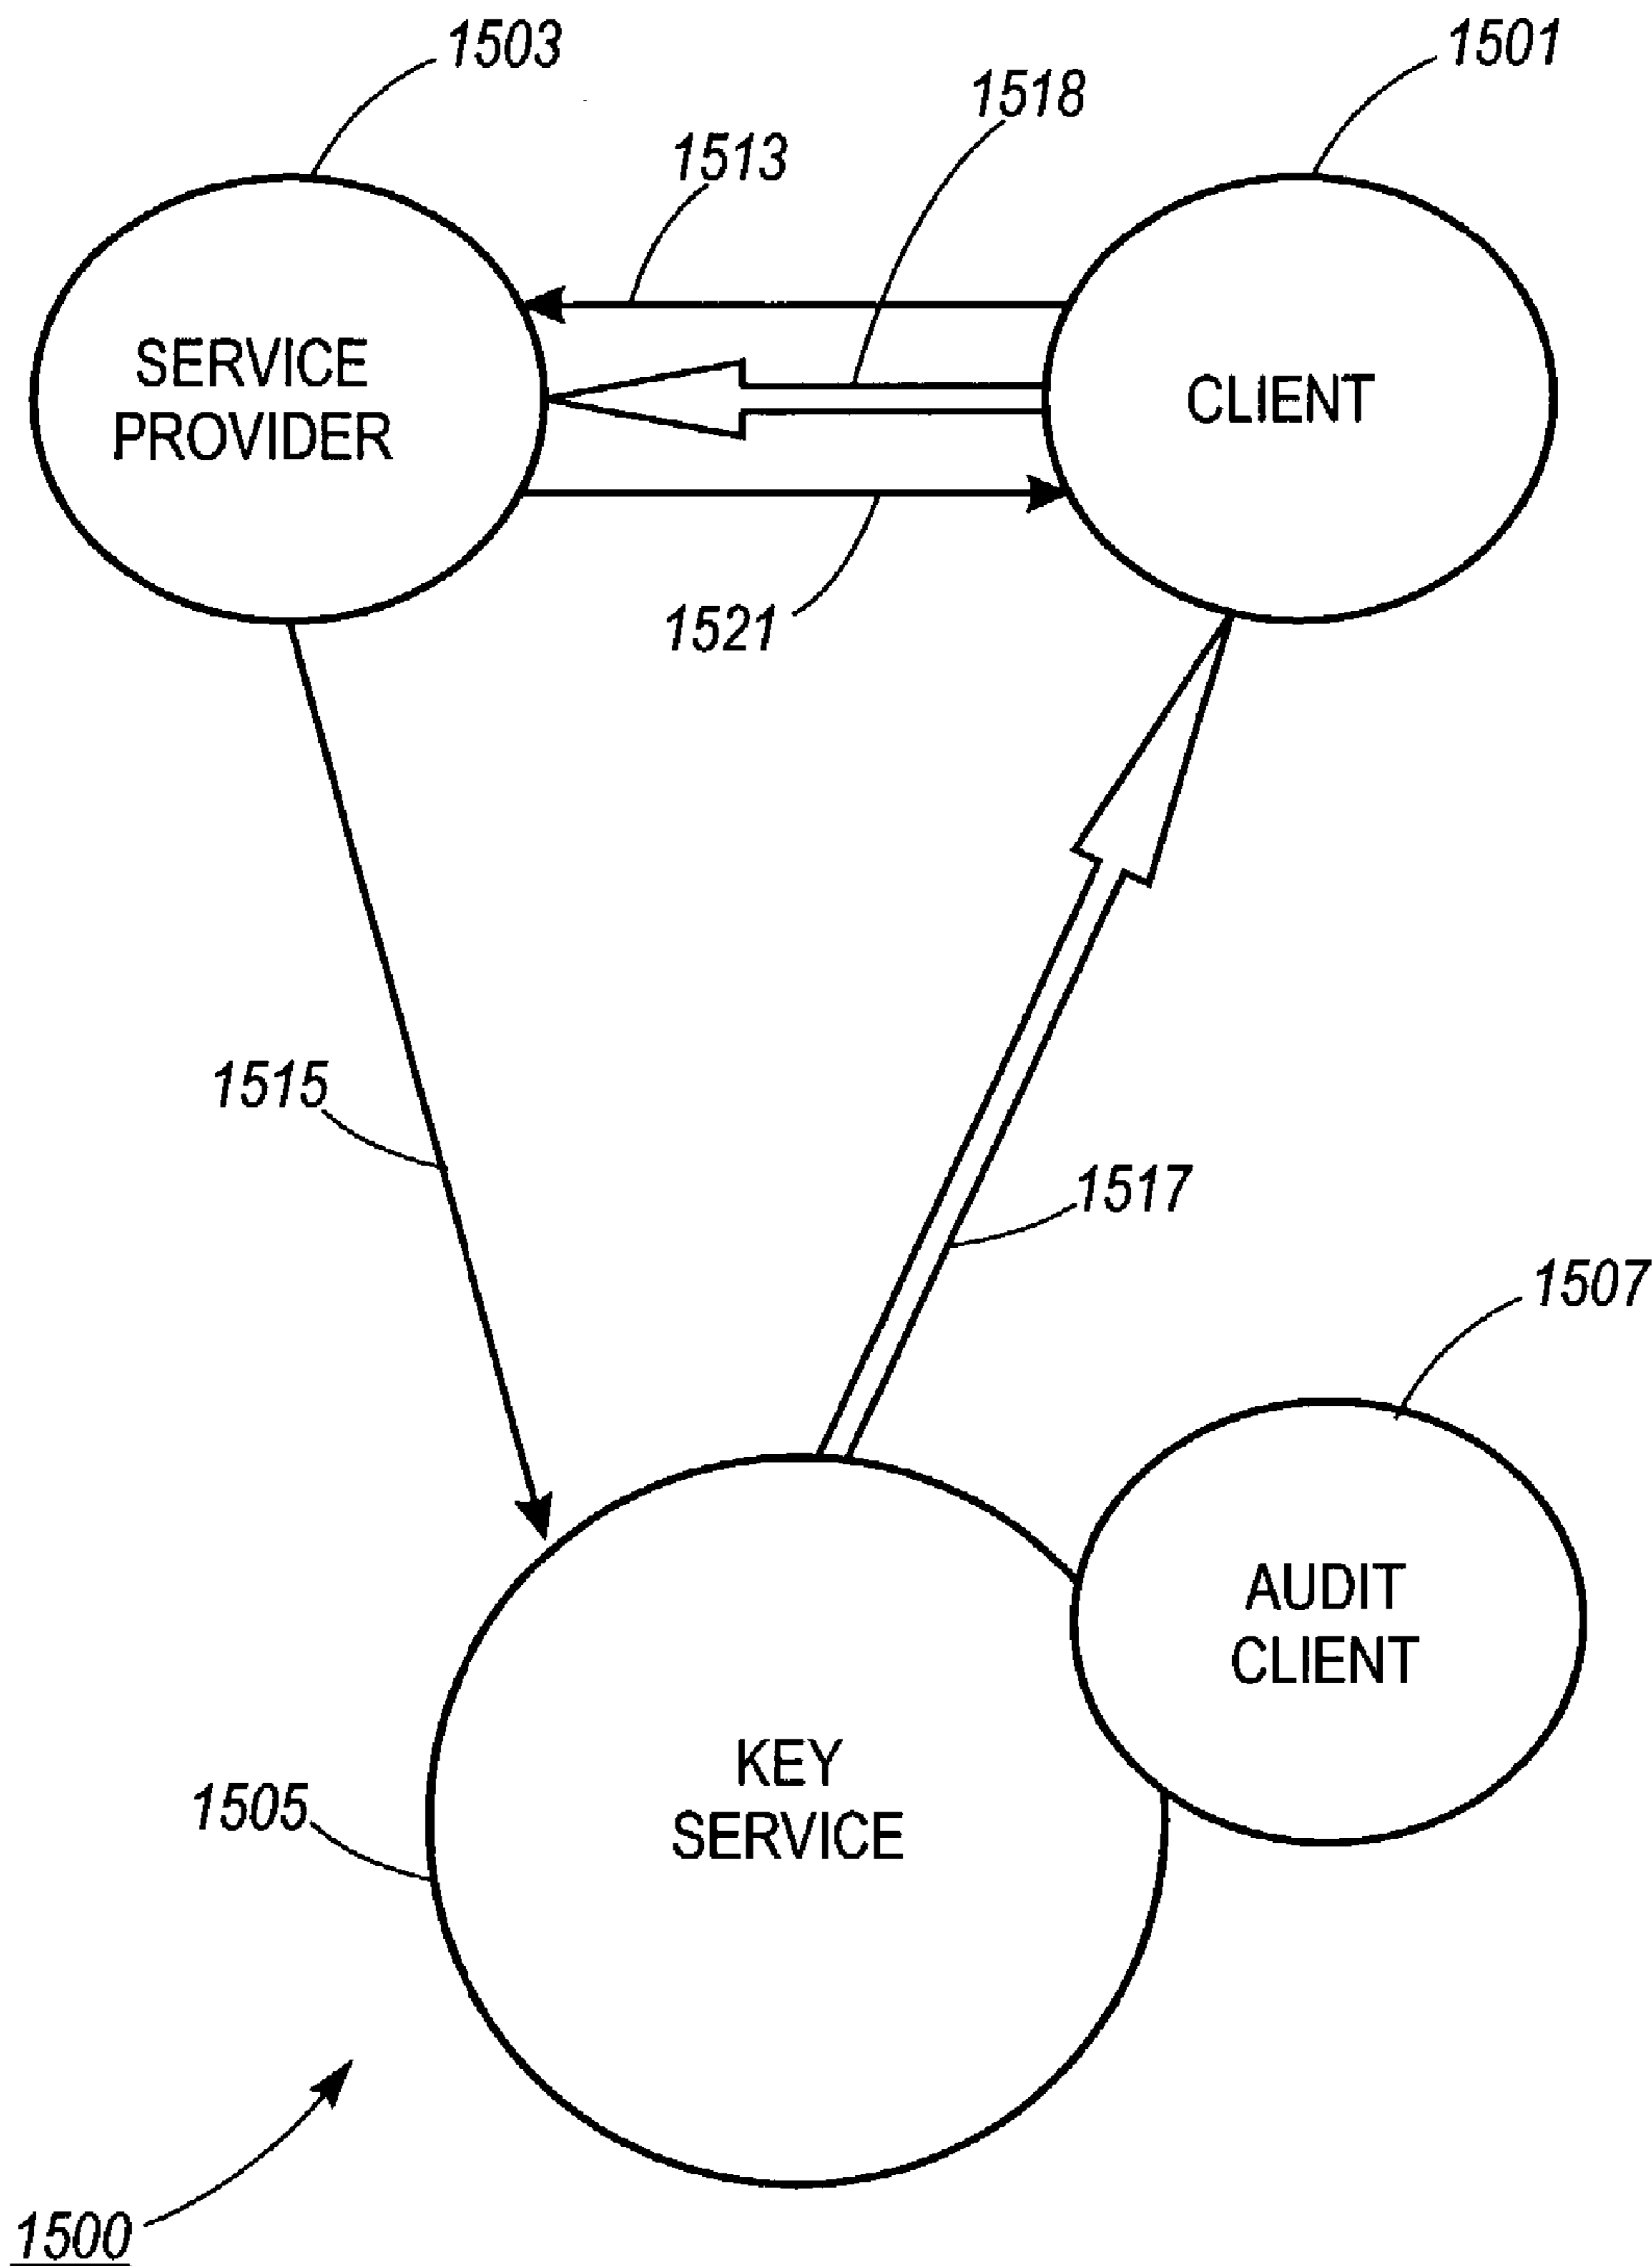 1503
1501
1518
1513
SERVICE
PROVIDER
CLIENT
1521
1515
1517
1507
AUDIT
CLIENT
KEY
SERVICE
1505
1500